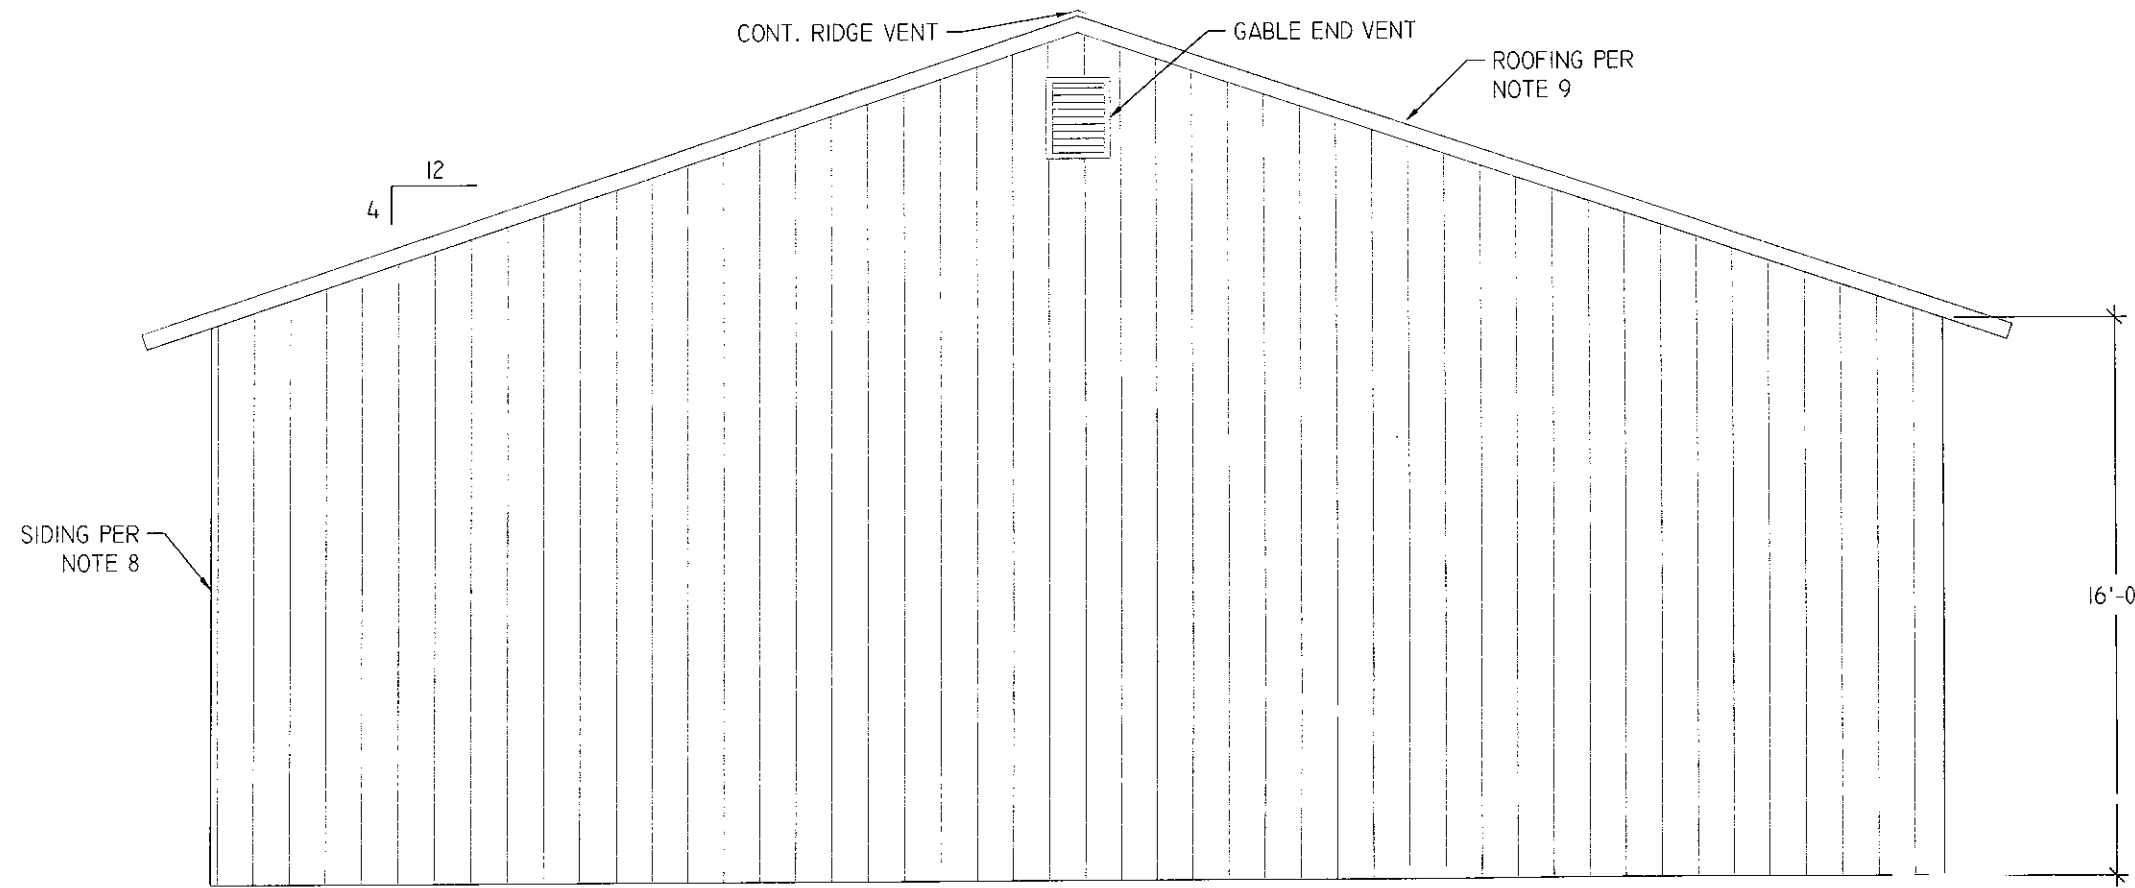 CONT. RIDGE VENT
GABLE END VENT
ROOFING PER
NOTE 9
12
4
SIDING PER
NOTE 8
16'-0